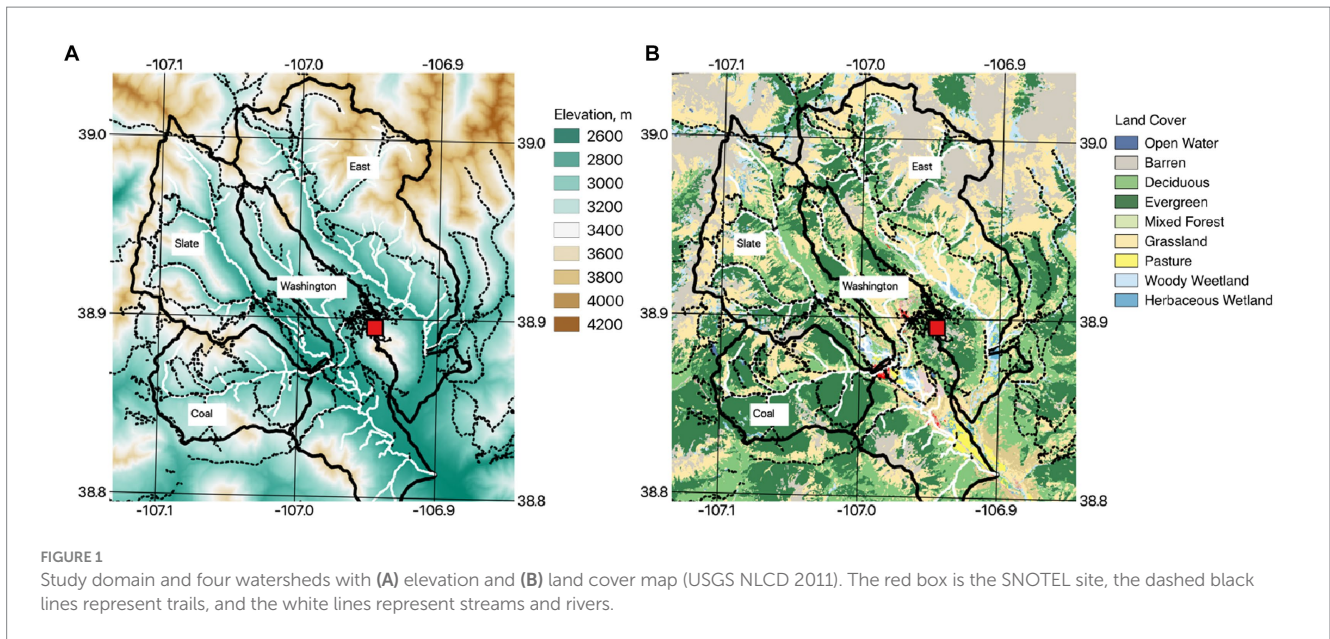 A
-107.1 -107.0 -106.9
39.0 39.0
38.9 38.9
38.8 38.8
-107.1 -107.0 -106.9
East
Slate
Washington
Coal
Elevation, m
2600
2800
3000
3200
3400
3600
3800
4000
4200
B
-107.1 -107.0 -106.9
39.0 39.0
38.9 38.9
38.8 38.8
-107.1 -107.0 -106.9
East
Slate
Washington
Coal
Land Cover
Open Water
Barren
Deciduous
Evergreen
Mixed Forest
Grassland
Pasture
Woody Weetland
Herbaceous Wetland
FIGURE 1
Study domain and four watersheds with (A) elevation and (B) land cover map (USGS NLCD 2011). The red box is the SNOTEL site, the dashed black
lines represent trails, and the white lines represent streams and rivers.